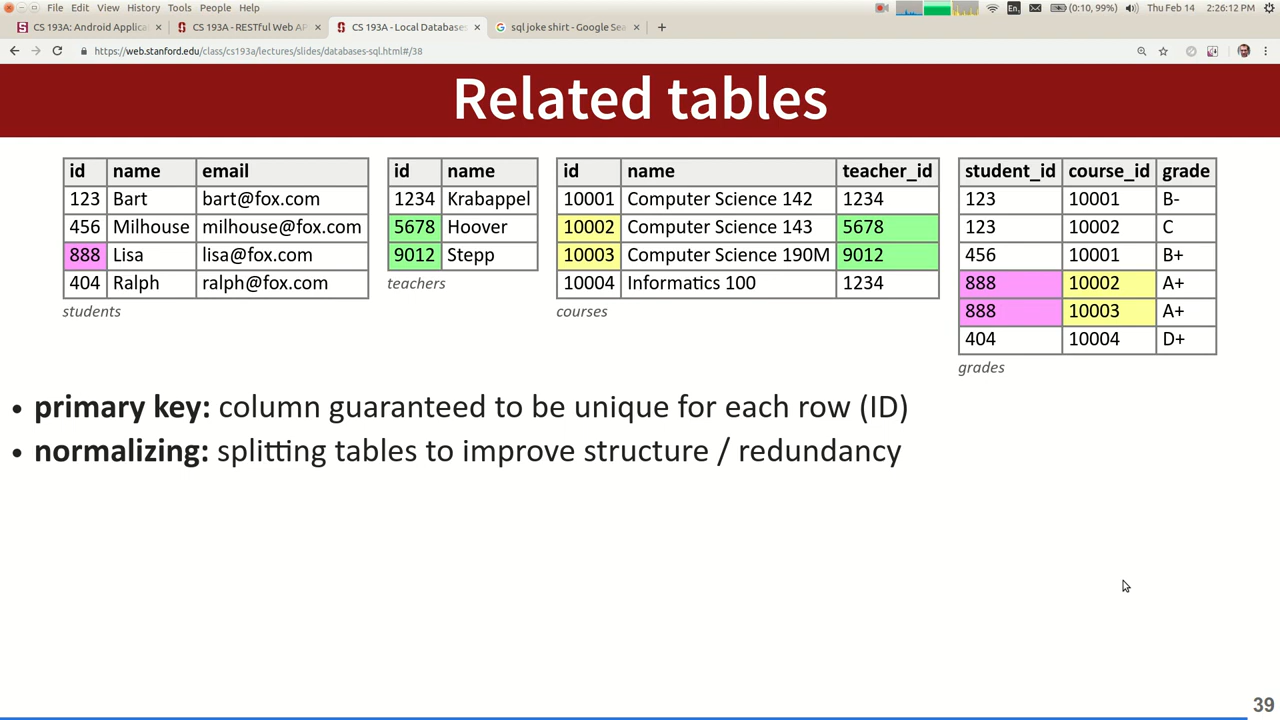 File Edit View History Tools People Help
En
(0:10, 99%)
Thu Feb 14
2:26:12 PM
CS 193A: Android Applica
CS 193A - RESTful Web AP
CS 193A - Local Databases
sql joke shirt - Google Sea
https://web.stanford.edu/class/cs193a/lectures/slides/databases-sql.html#/38
Related tables
id name email
123 Bart bart@fox.com
456 Milhouse milhouse@fox.com
888 Lisa lisa@fox.com
404 Ralph ralph@fox.com
students
id name
1234 Krabappel
5678 Hoover
9012 Stepp
teachers
id name teacher_id
10001 Computer Science 142 1234
10002 Computer Science 143 5678
10003 Computer Science 190M 9012
10004 Informatics 100 1234
courses
student_id course_id grade
123 10001 B-
123 10002 C
456 10001 B+
888 10002 A+
888 10003 A+
404 10004 D+
grades
• primary key: column guaranteed to be unique for each row (ID)
• normalizing: splitting tables to improve structure / redundancy
39